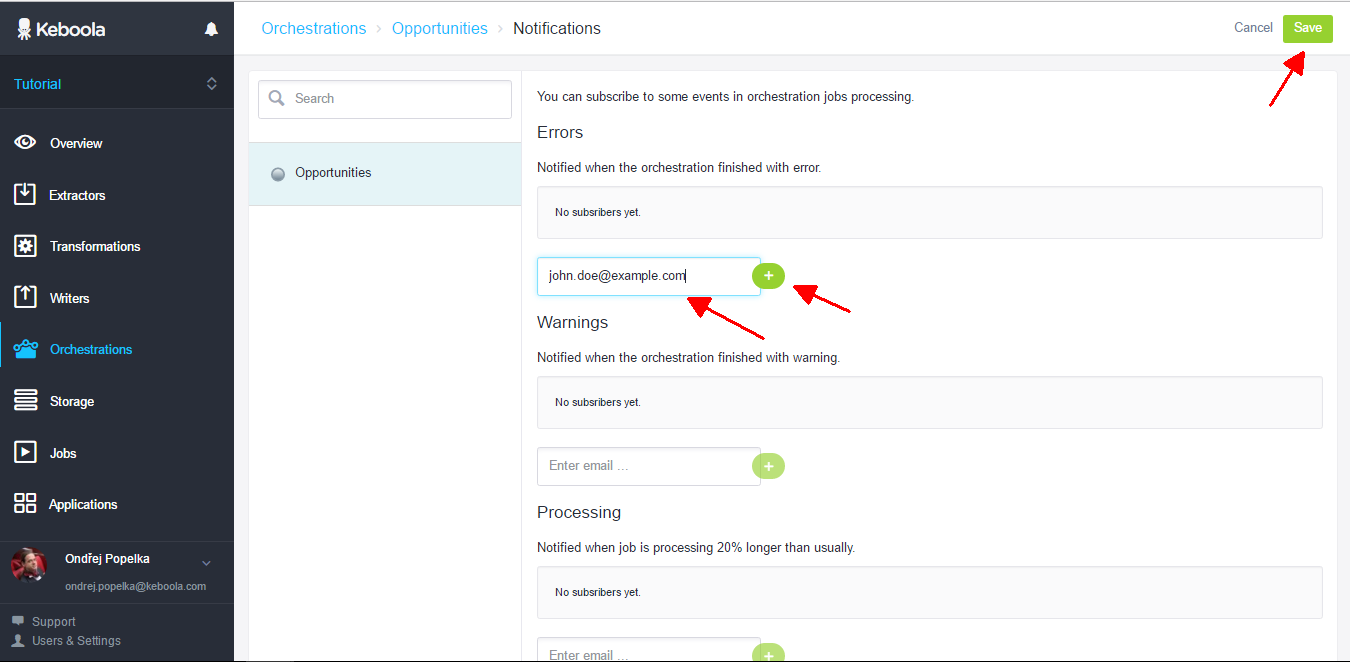 Keboola
Tutorial
Overview
Extractors
Transformations
Writers
Orchestrations
Storage
Jobs
Applications
Ondřej Popelka
ondrej.popelka@keboola.com
Support
Users & Settings
Orchestrations › Opportunities › Notifications
Cancel
Save
Search
Opportunities
You can subscribe to some events in orchestration jobs processing.
Errors
Notified when the orchestration finished with error.
No subsribers yet.
john.doe@example.com
+
Warnings
Notified when the orchestration finished with warning.
No subsribers yet.
Enter email ...
+
Processing
Notified when job is processing 20% longer than usually.
No subsribers yet.
Enter email ...
+